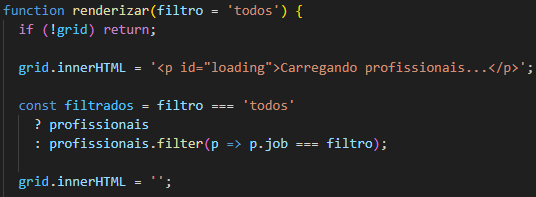 function renderizar(filtro = 'todos') {
  if (!grid) return;

  grid.innerHTML = '<p id="loading">Carregando profissionais...</p>';

  const filtrados = filtro === 'todos'
    ? profissionais
    : profissionais.filter(p => p.job === filtro);

  grid.innerHTML = '';